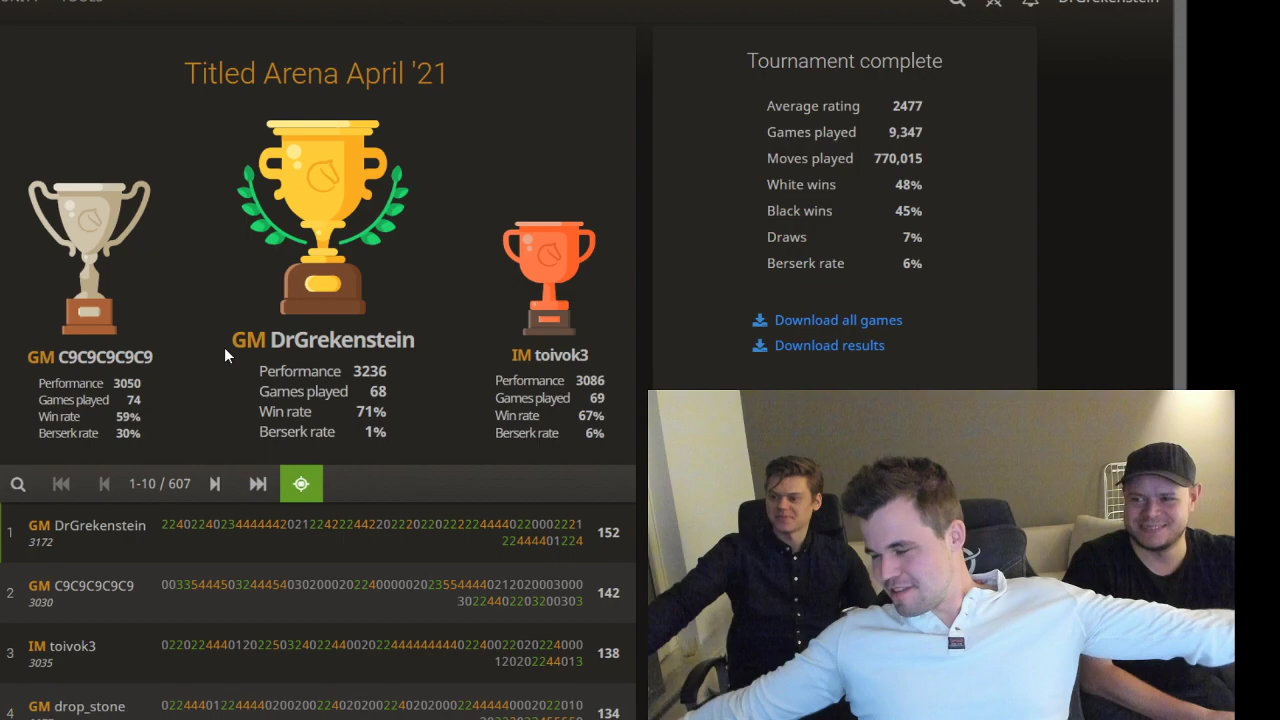 DrGrekenstein
Titled Arena April '21
GM C9C9C9C9C9
Performance 3050
Games played 74
Win rate 59%
Berserk rate 30%
GM DrGrekenstein
Performance 3236
Games played 68
Win rate 71%
Berserk rate 1%
IM toivok3
Performance 3086
Games played 69
Win rate 67%
Berserk rate 6%
Tournament complete
Average rating 2477
Games played 9,347
Moves played 770,015
White wins 48%
Black wins 45%
Draws 7%
Berserk rate 6%
Download all games
Download results
1-10 / 607
1 GM DrGrekenstein 152
3172
2 GM C9C9C9C9C9 142
3030
3 IM toivok3 138
3035
4 GM drop_stone 134